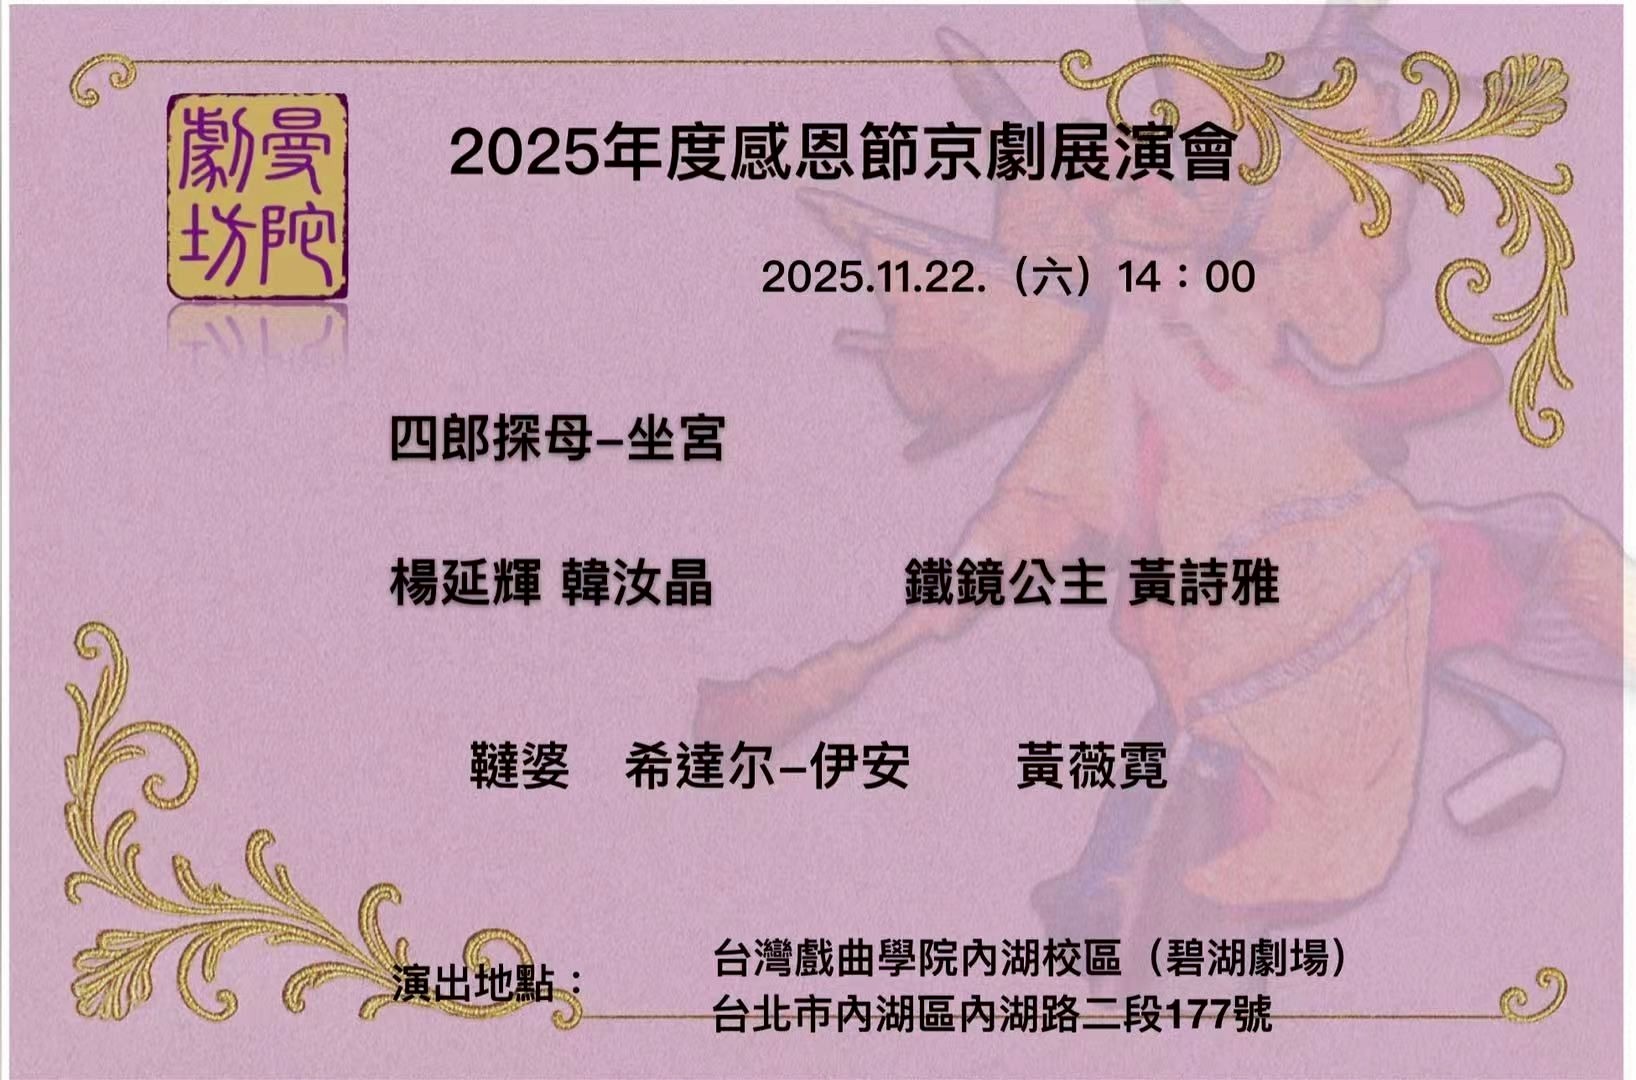 曼陀
劇坊
2025年度感恩節京劇展演會
2025.11.22.（六）14：00
四郎探母–坐宮
楊延輝 韓汝晶 鐵鏡公主 黃詩雅
韃婆 希達尔–伊安 黃薇霓
演出地點：
台灣戲曲學院內湖校區（碧湖劇場）
台北市內湖區內湖路二段177號